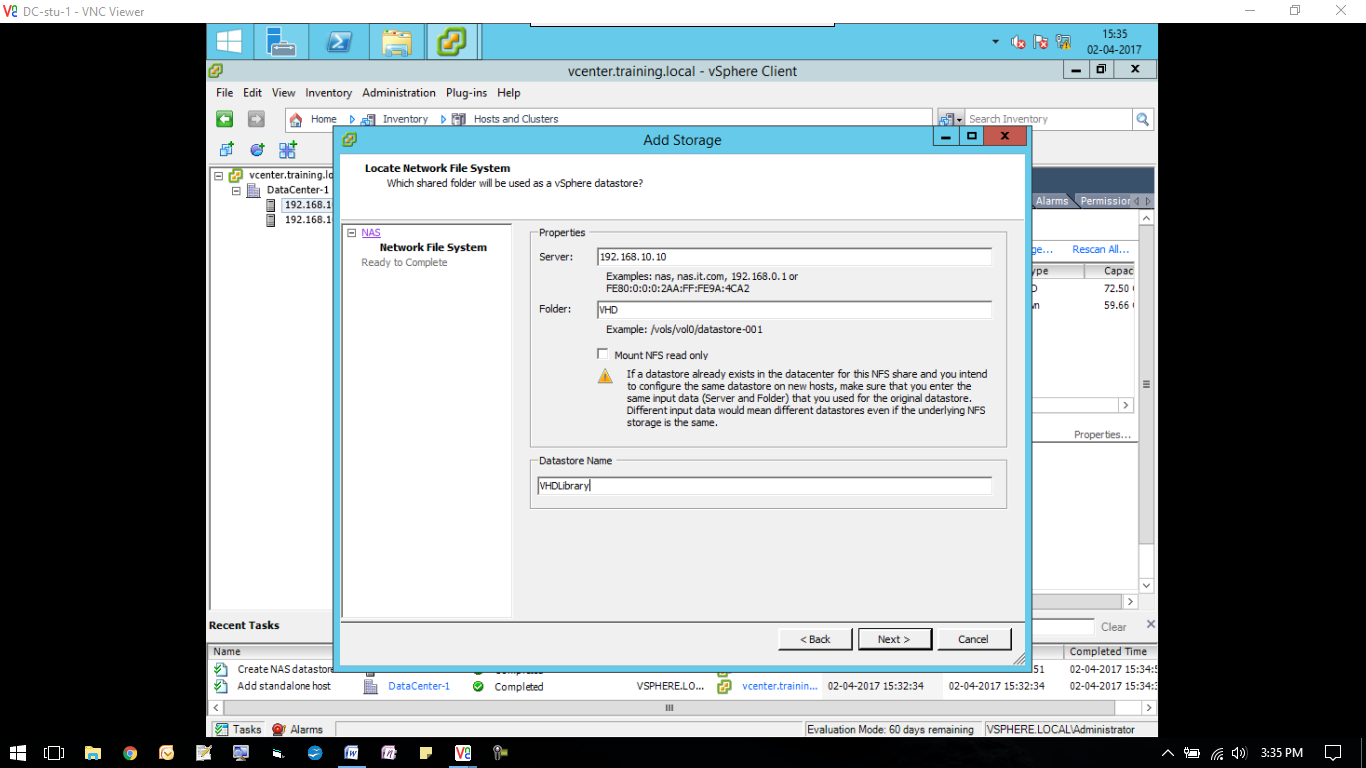 DC-stu-1 - VNC Viewer
15:35
02-04-2017
vcenter.training.local - vSphere Client
File Edit View Inventory Administration Plug-ins Help
Home Inventory Hosts and Clusters
Search Inventory
Add Storage
Locate Network File System
Which shared folder will be used as a vSphere datastore?
vcenter.training.lo
DataCenter-1
192.168.1
192.168.1
Alarms Permission
NAS
Network File System
Ready to Complete
Properties
Server: 192.168.10.10
Examples: nas, nas.it.com, 192.168.0.1 or
FE80:0:0:0:2AA:FF:FE9A:4CA2
Folder: VHD
Example: /vols/vol0/datastore-001
Mount NFS read only
If a datastore already exists in the datacenter for this NFS share and you intend
to configure the same datastore on new hosts, make sure that you enter the
same input data (Server and Folder) that you used for the original datastore.
Different input data would mean different datastores even if the underlying NFS
storage is the same.
Datastore Name
VHDLibrary
ge... Rescan All...
ype Capac
D 72.50
vn 59.66
Properties...
< Back Next > Cancel
Recent Tasks
Clear
Name Completed Time
Create NAS datastore 51 02-04-2017 15:34:5
Add standalone host DataCenter-1 Completed VSPHERE.LO... vcenter.trainin... 02-04-2017 15:32:34 02-04-2017 15:32:34 02-04-2017 15:34:
Tasks Alarms Evaluation Mode: 60 days remaining VSPHERE.LOCAL\Administrator
3:35 PM